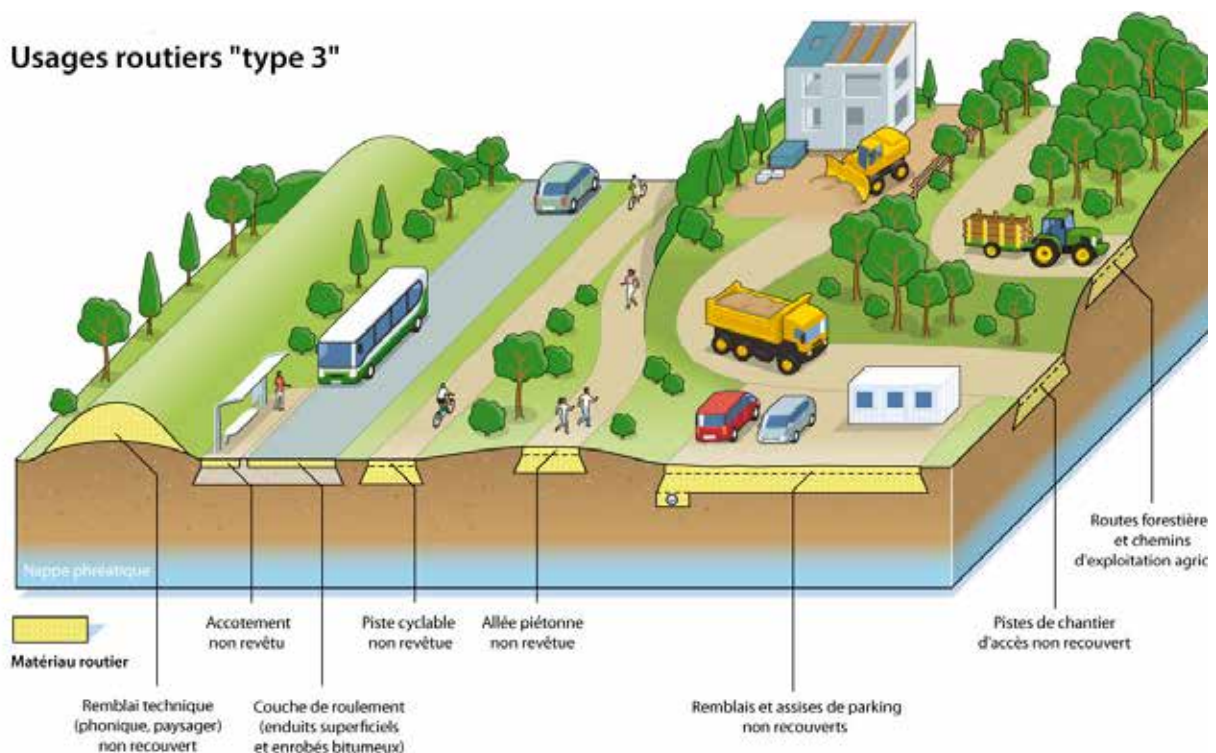 Usages routiers "type 3"
Nappe phréatique
Matériau routier
Remblai technique
(phonique, paysager)
non recouvert
Accotement
non revêtu
Couche de roulement
(enduits superficiels
et enrobés bitumeux)
Piste cyclable
non revêtue
Allée piétonne
non revêtue
Remblais et assises de parking
non recouverts
Pistes de chantier
d'accès non recouvert
Routes forestière
et chemins
d'exploitation agric